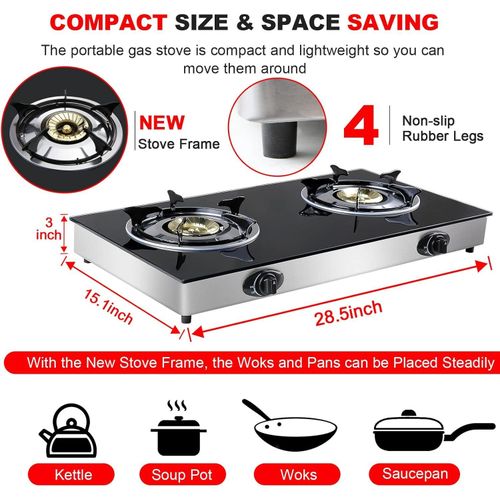 COMPACT SIZE & SPACE SAVING
The portable gas stove is compact and lightweight so you can
move them around
NEW
Stove Frame
4
Non-slip
Rubber Legs
3
inch
15.1inch
28.5inch
With the New Stove Frame, the Woks and Pans can be Placed Steadily
Kettle
Soup Pot
Woks
Saucepan